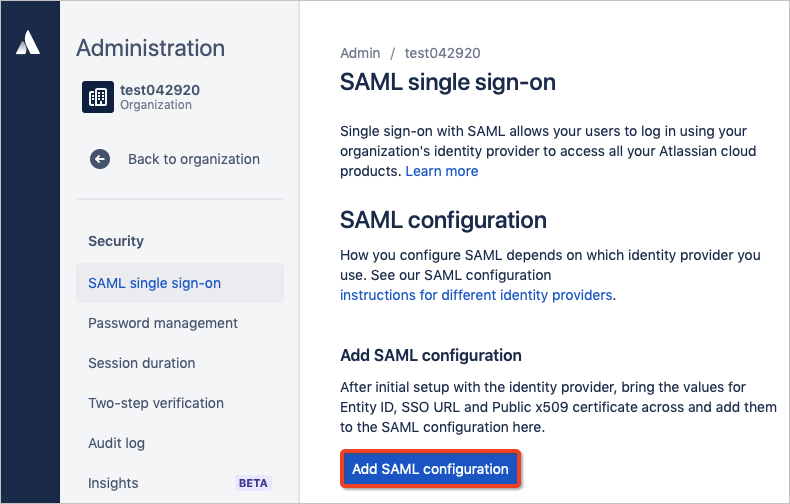 Administration
test042920
Organization
Back to organization
Security
SAML single sign-on
Password management
Session duration
Two-step verification
Audit log
Insights BETA
Admin / test042920
SAML single sign-on
Single sign-on with SAML allows your users to log in using your
organization's identity provider to access all your Atlassian cloud
products. Learn more
SAML configuration
How you configure SAML depends on which identity provider you
use. See our SAML configuration
instructions for different identity providers.
Add SAML configuration
After initial setup with the identity provider, bring the values for
Entity ID, SSO URL and Public x509 certificate across and add them
to the SAML configuration here.
Add SAML configuration